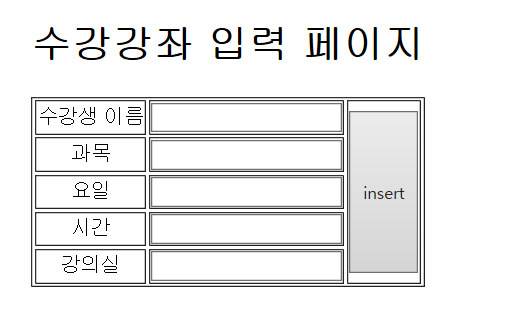 수강강좌 입력 페이지
수강생 이름
과목
요일
시간
강의실
insert